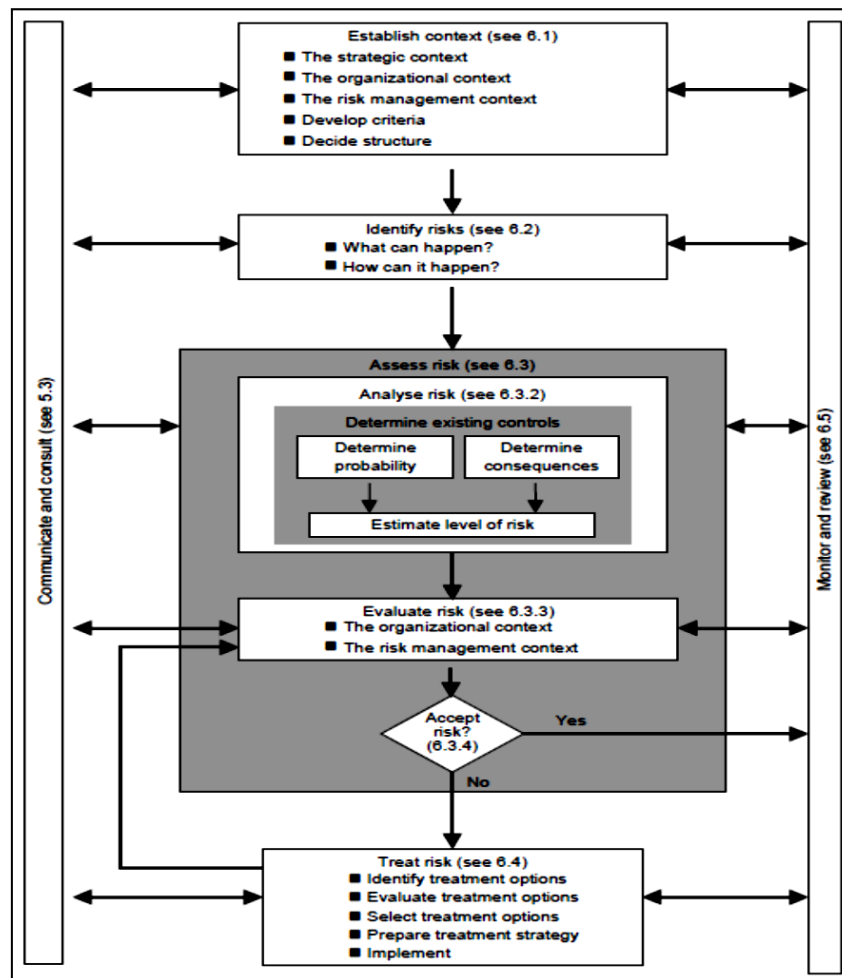 Establish context (see 6.1)
■ The strategic context
■ The organizational context
■ The risk management context
■ Develop criteria
■ Decide structure
Identify risks (see 6.2)
■ What can happen?
■ How can it happen?
Assess risk (see 6.3)
Analyse risk (see 6.3.2)
Determine existing controls
Determine
probability
Determine
consequences
Estimate level of risk
Evaluate risk (see 6.3.3)
■ The organizational context
■ The risk management context
Accept
risk?
(6.3.4)
Yes
No
Treat risk (see 6.4)
■ Identify treatment options
■ Evaluate treatment options
■ Select treatment options
■ Prepare treatment strategy
■ Implement
Communicate and consult (see 5.3)
Monitor and review (see 6.5)